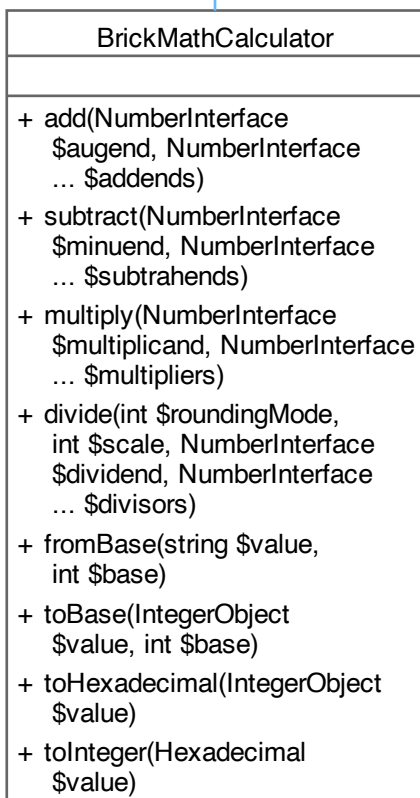 BrickMathCalculator
+ add(NumberInterface
$augend, NumberInterface
... $addends)
+ subtract(NumberInterface
$minuend, NumberInterface
... $subtrahends)
+ multiply(NumberInterface
$multiplicand, NumberInterface
... $multipliers)
+ divide(int $roundingMode,
int $scale, NumberInterface
$dividend, NumberInterface
... $divisors)
+ fromBase(string $value,
int $base)
+ toBase(IntegerObject
$value, int $base)
+ toHexadecimal(IntegerObject
$value)
+ toInteger(Hexadecimal
$value)